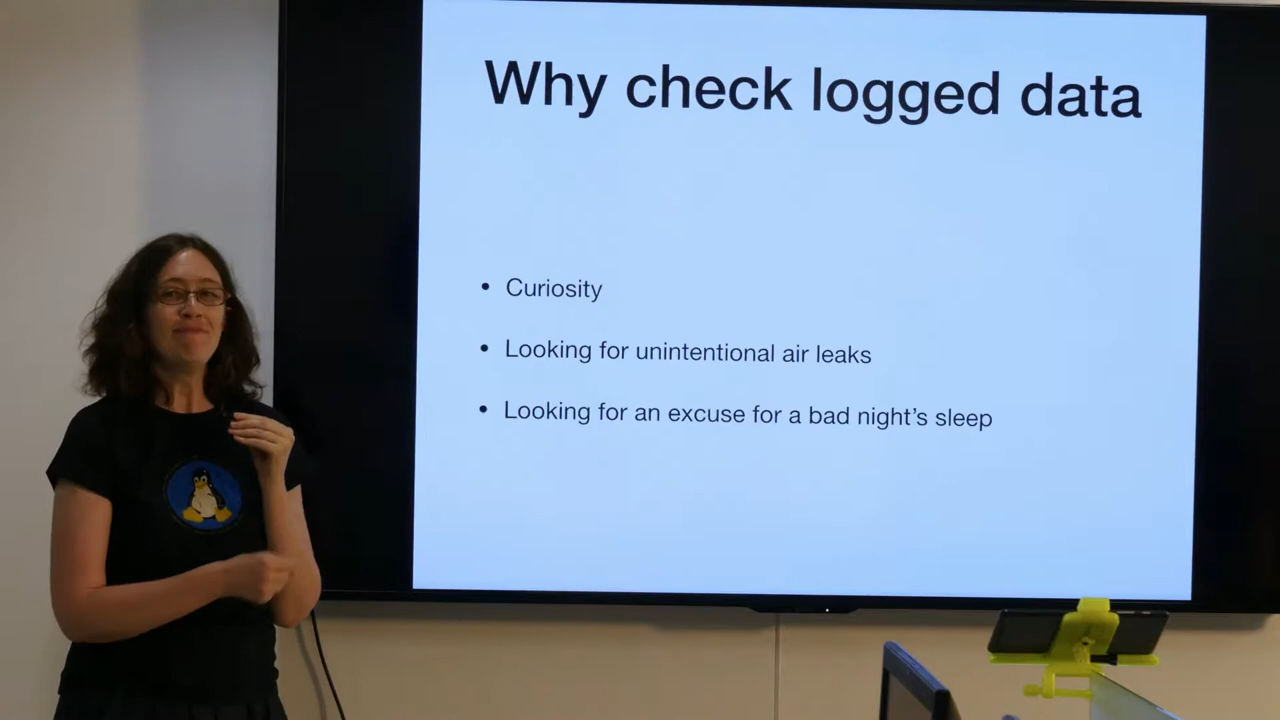 Why check logged data
• Curiosity
• Looking for unintentional air leaks
• Looking for an excuse for a bad night’s sleep